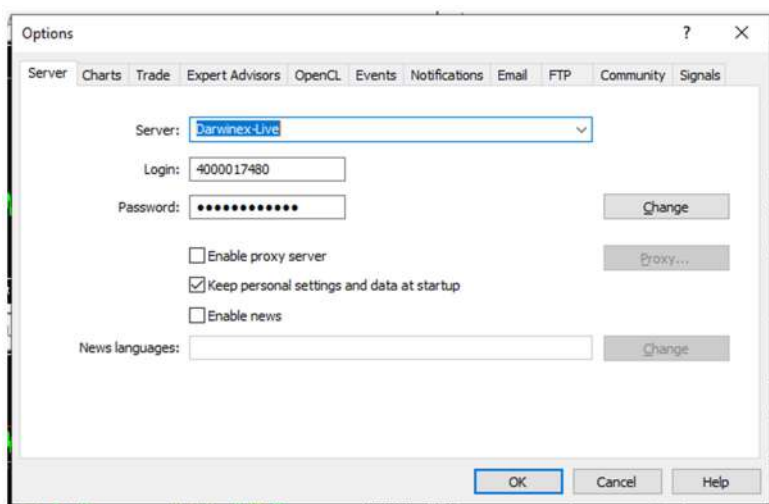 Options ? X
Server Charts Trade Expert Advisors OpenCL Events Notifications Email FTP Community Signals
Server: Darwinex-Live
Login: 4000017480
Password: ●●●●●●●●●●●● Change
Enable proxy server Proxy...
Keep personal settings and data at startup
Enable news
News languages: Change
OK Cancel Help